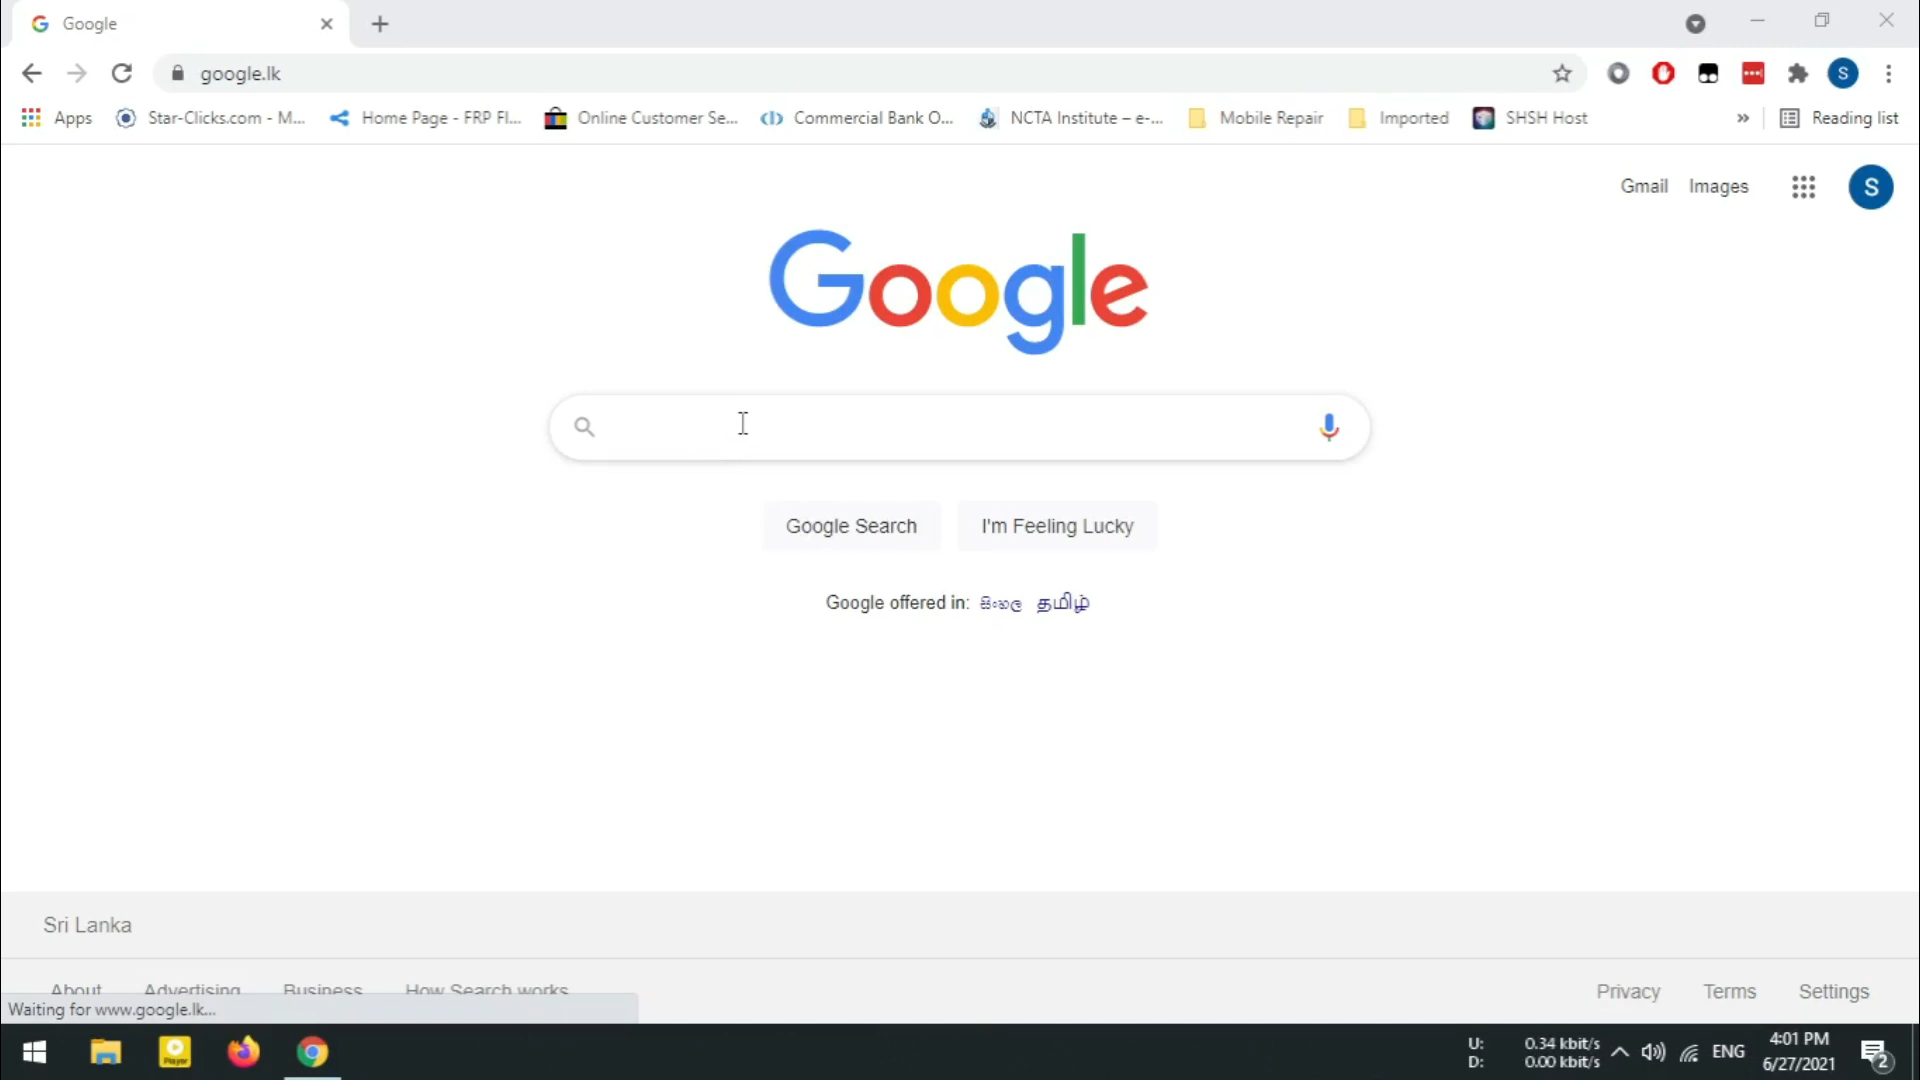 Google
google.lk
Apps
Star-Clicks.com - M...
Home Page - FRP Fl...
Online Customer Se...
Commercial Bank O...
NCTA Institute – e-...
Mobile Repair
Imported
SHSH Host
»
Reading list
Gmail
Images
S
Google
Google Search
I'm Feeling Lucky
Google offered in: සිංහල தமிழ்
Sri Lanka
About
Advertising
Business
How Search works
Privacy
Terms
Settings
Waiting for www.google.lk...
Player
U: 0.34 kbit/s
D: 0.00 kbit/s
ENG
4:01 PM
6/27/2021
2